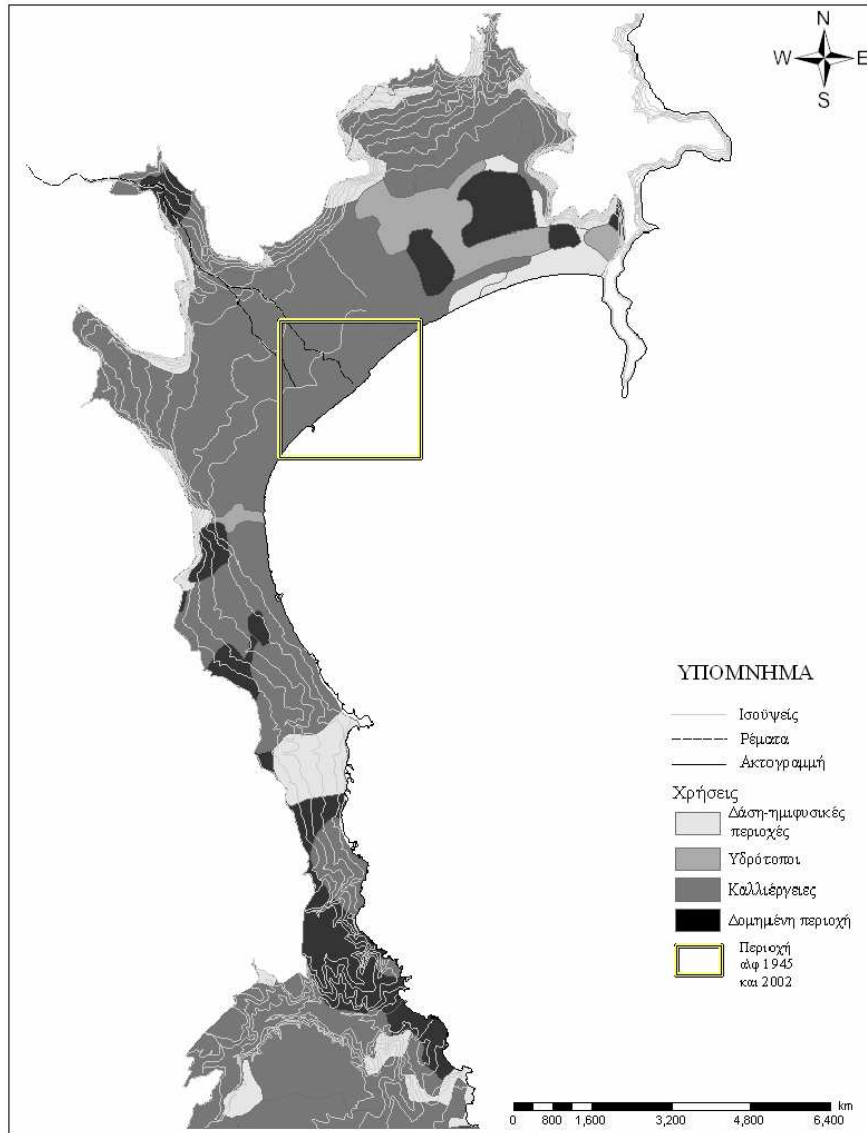 N
W E
S
ΥΠΟΜΝΗΜΑ
Ισοϋψείς
Ρέματα
Ακτογραμμή
Χρήσεις
Δάση-ημιφυσικές
περιοχές
Υδρότοποι
Καλλιέργειες
Δομημένη περιοχή
Περιοχή
αλφ 1945
και 2002
km
0 800 1,600 3,200 4,800 6,400